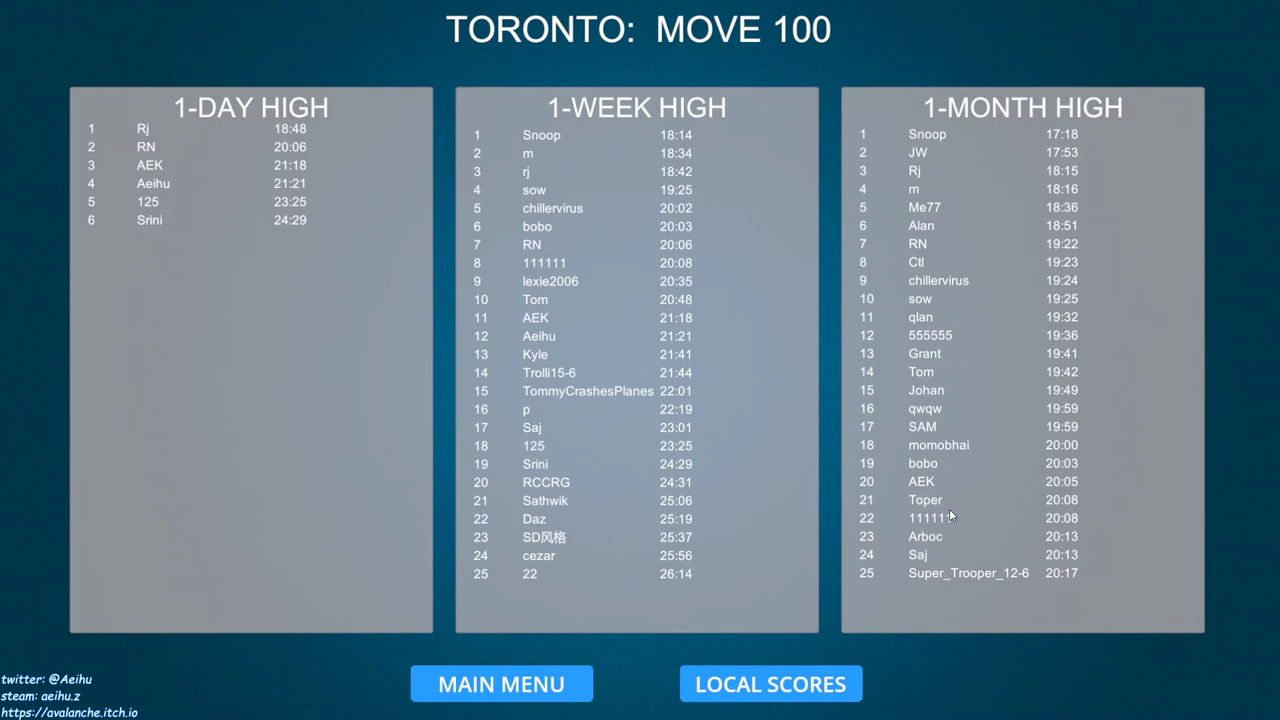 TORONTO: MOVE 100
1-DAY HIGH
1 Rj 18:48
2 RN 20:06
3 AEK 21:18
4 Aeihu 21:21
5 125 23:25
6 Srini 24:29
1-WEEK HIGH
1 Snoop 18:14
2 m 18:34
3 rj 18:42
4 sow 19:25
5 chillervirus 20:02
6 bobo 20:03
7 RN 20:06
8 111111 20:08
9 lexie2006 20:35
10 Tom 20:48
11 AEK 21:18
12 Aeihu 21:21
13 Kyle 21:41
14 Trolli15-6 21:44
15 TommyCrashesPlanes 22:01
16 p 22:19
17 Saj 23:01
18 125 23:25
19 Srini 24:29
20 RCCRG 24:31
21 Sathwik 25:06
22 Daz 25:19
23 SD风格 25:37
24 cezar 25:56
25 22 26:14
1-MONTH HIGH
1 Snoop 17:18
2 JW 17:53
3 Rj 18:15
4 m 18:16
5 Me77 18:36
6 Alan 18:51
7 RN 19:22
8 Ctl 19:23
9 chillervirus 19:24
10 sow 19:25
11 qlan 19:32
12 555555 19:36
13 Grant 19:41
14 Tom 19:42
15 Johan 19:49
16 qwqw 19:59
17 SAM 19:59
18 momobhai 20:00
19 bobo 20:03
20 AEK 20:05
21 Toper 20:08
22 111111 20:08
23 Arboc 20:13
24 Saj 20:13
25 Super_Trooper_12-6 20:17
MAIN MENU
LOCAL SCORES
twitter: @Aeihu
steam: aeihu.z
https://avalanche.itch.io